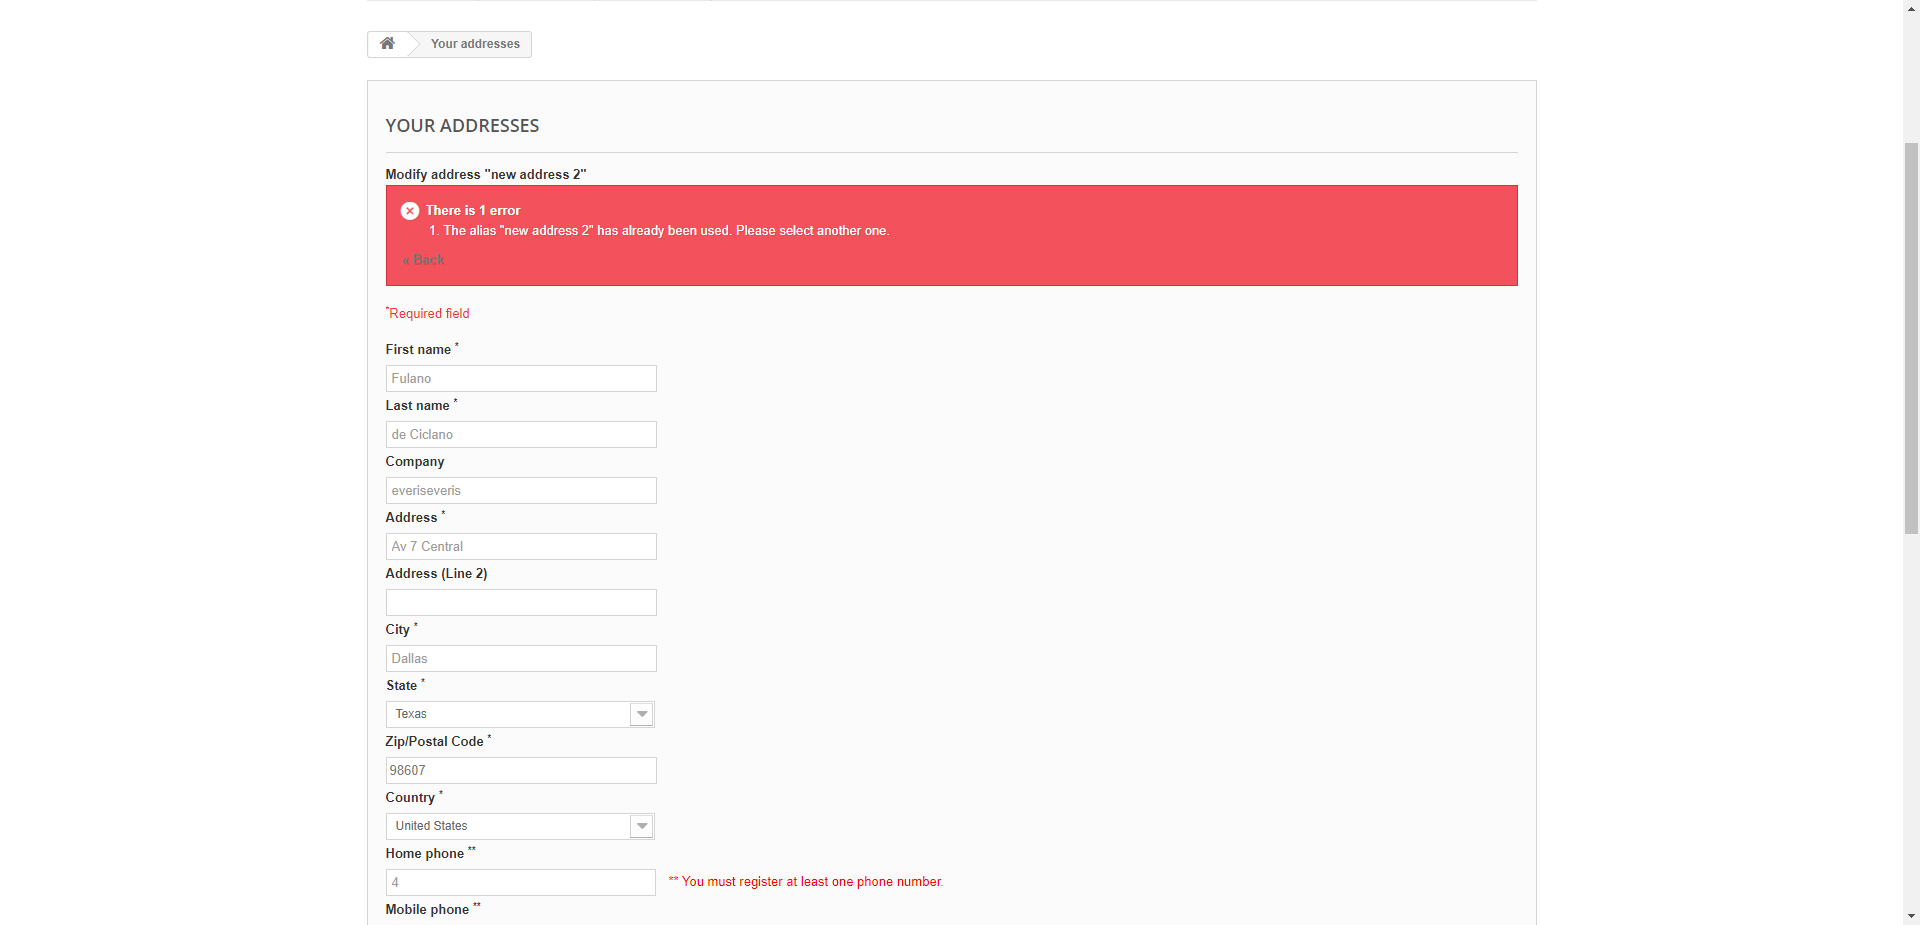 Your addresses
YOUR ADDRESSES
Modify address "new address 2"
There is 1 error
1. The alias "new address 2" has already been used. Please select another one.
« Back
*Required field
First name *
Fulano
Last name *
de Ciclano
Company
everiseveris
Address *
Av 7 Central
Address (Line 2)
City *
Dallas
State *
Texas
Zip/Postal Code *
98607
Country *
United States
Home phone **
4
** You must register at least one phone number.
Mobile phone **